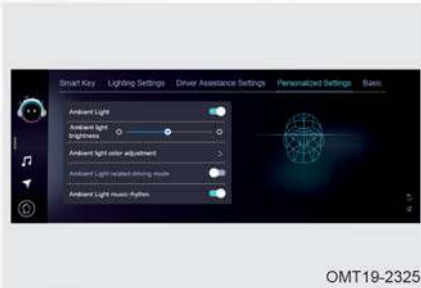 Smart Key Lighting Settings Driver Assistance Settings Personalized Settings Basic
Ambient Light
Ambient light
brightness
Ambient light color adjustment
Ambient Light related driving mode
Ambient Light music-rhythm
OMT19-2325